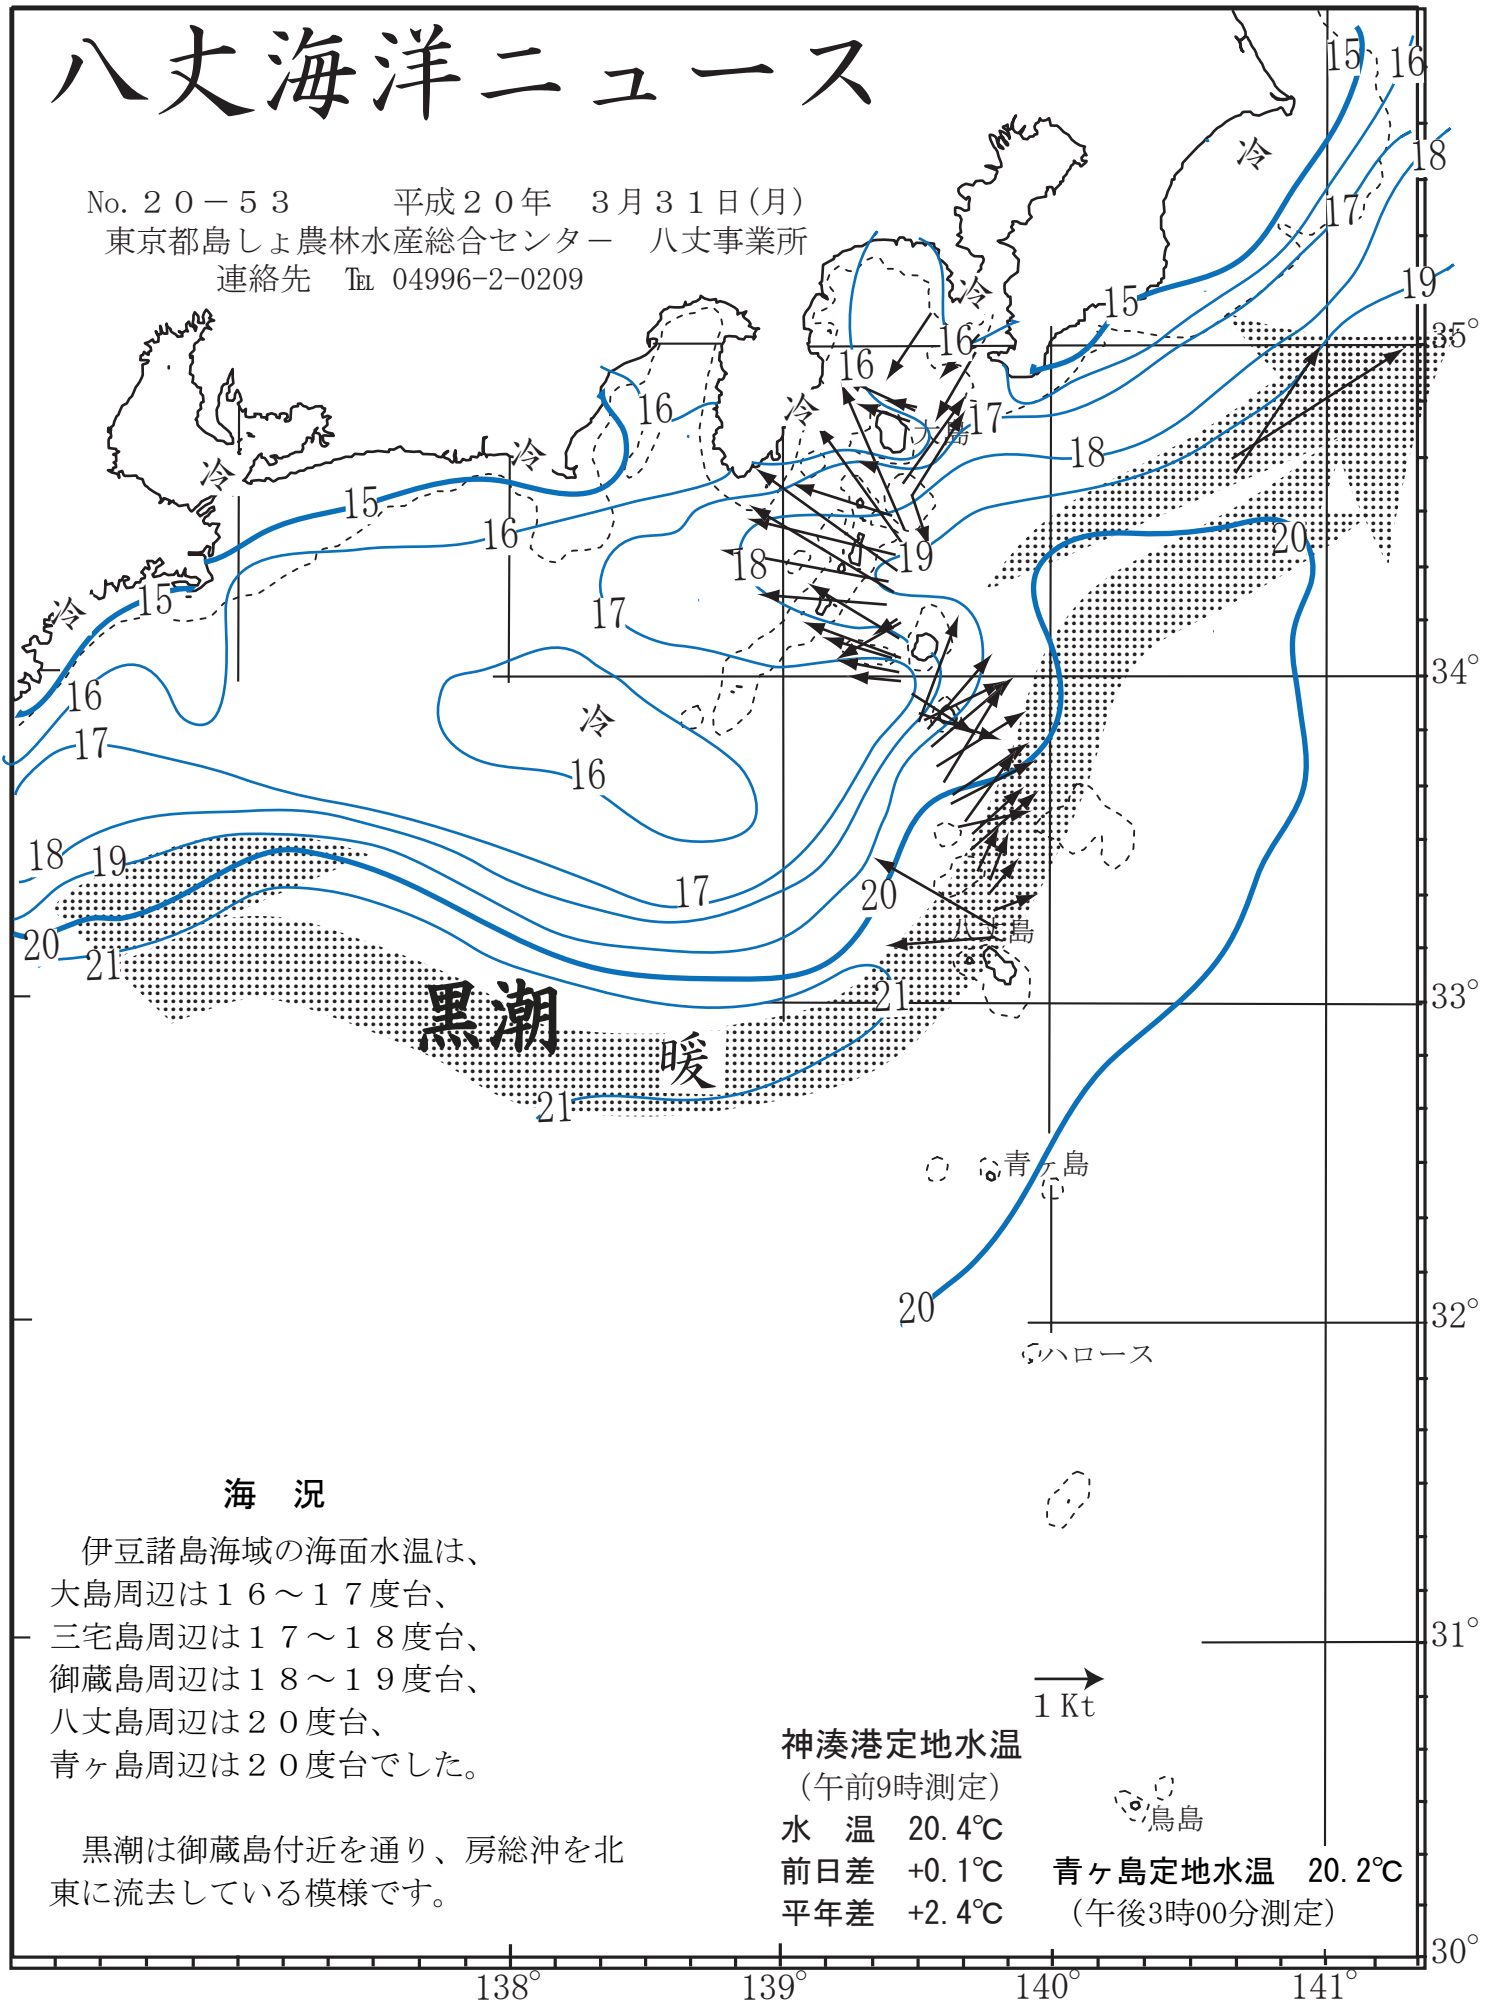 八丈海洋ニュース
No.２０－５３　平成２０年　３月３１日(月)
東京都島しょ農林水産総合センター　八丈事業所
連絡先　℡ 04996-2-0209
15
16
冷
18
17
19
15
冷
16
35°
16
16
冷
17
大島
冷
18
冷
15
16
20
19
18
15
冷
17
34°
16
冷
17
16
18
19
17
20
八丈島
20
21
黒潮
21
33°
暖
21
青ヶ島
20
32°
ハロース
海　況
伊豆諸島海域の海面水温は、
大島周辺は１６～１７度台、
三宅島周辺は１７～１８度台、
御蔵島周辺は１８～１９度台、
八丈島周辺は２０度台、
青ヶ島周辺は２０度台でした。
黒潮は御蔵島付近を通り、房総沖を北
東に流去している模様です。
31°
1 Kt
神湊港定地水温
（午前9時測定）
水　温　20.4℃
前日差　+0.1℃
平年差　+2.4℃
鳥島
青ヶ島定地水温　20.2℃
（午後3時00分測定）
30°
138°
139°
140°
141°